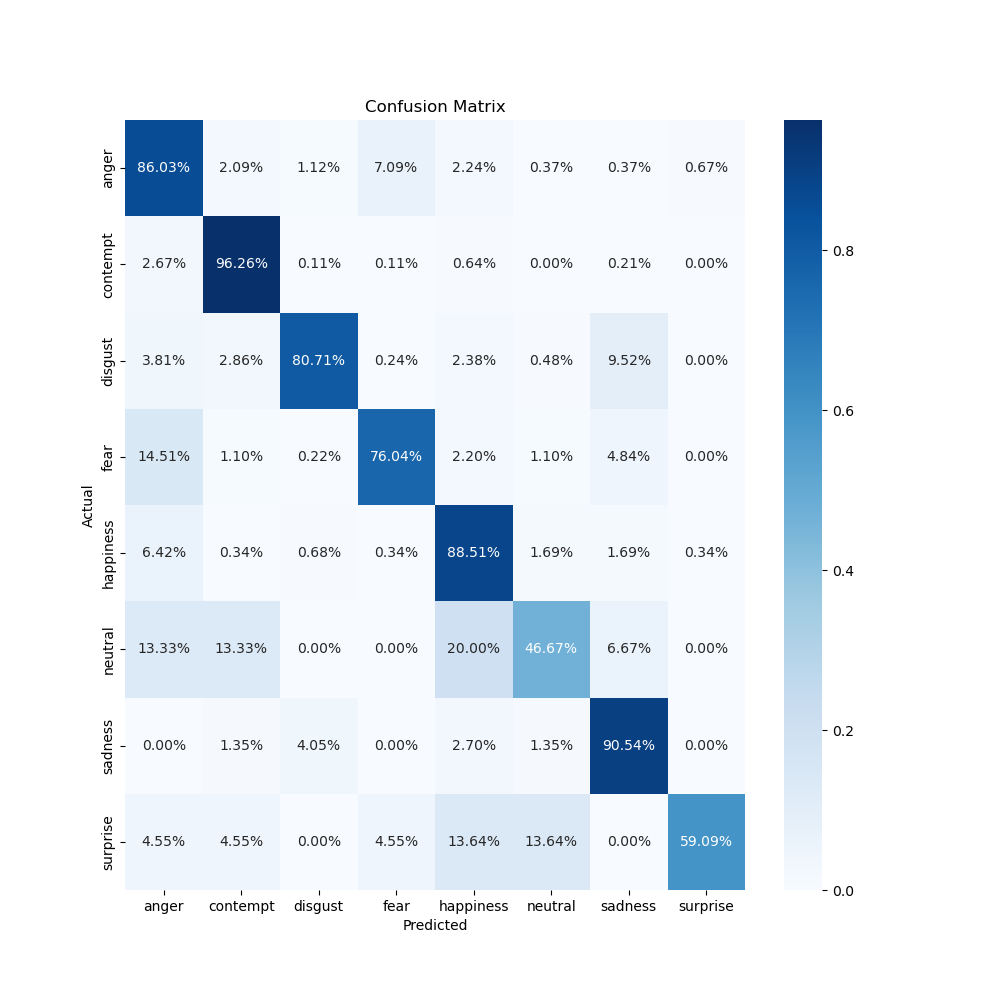 Confusion Matrix
anger 86.03% 2.09% 1.12% 7.09% 2.24% 0.37% 0.37% 0.67%
contempt 2.67% 96.26% 0.11% 0.11% 0.64% 0.00% 0.21% 0.00%
disgust 3.81% 2.86% 80.71% 0.24% 2.38% 0.48% 9.52% 0.00%
fear 14.51% 1.10% 0.22% 76.04% 2.20% 1.10% 4.84% 0.00%
happiness 6.42% 0.34% 0.68% 0.34% 88.51% 1.69% 1.69% 0.34%
neutral 13.33% 13.33% 0.00% 0.00% 20.00% 46.67% 6.67% 0.00%
sadness 0.00% 1.35% 4.05% 0.00% 2.70% 1.35% 90.54% 0.00%
surprise 4.55% 4.55% 0.00% 4.55% 13.64% 13.64% 0.00% 59.09%
anger contempt disgust fear happiness neutral sadness surprise
Predicted
Actual
0.8
0.6
0.4
0.2
0.0